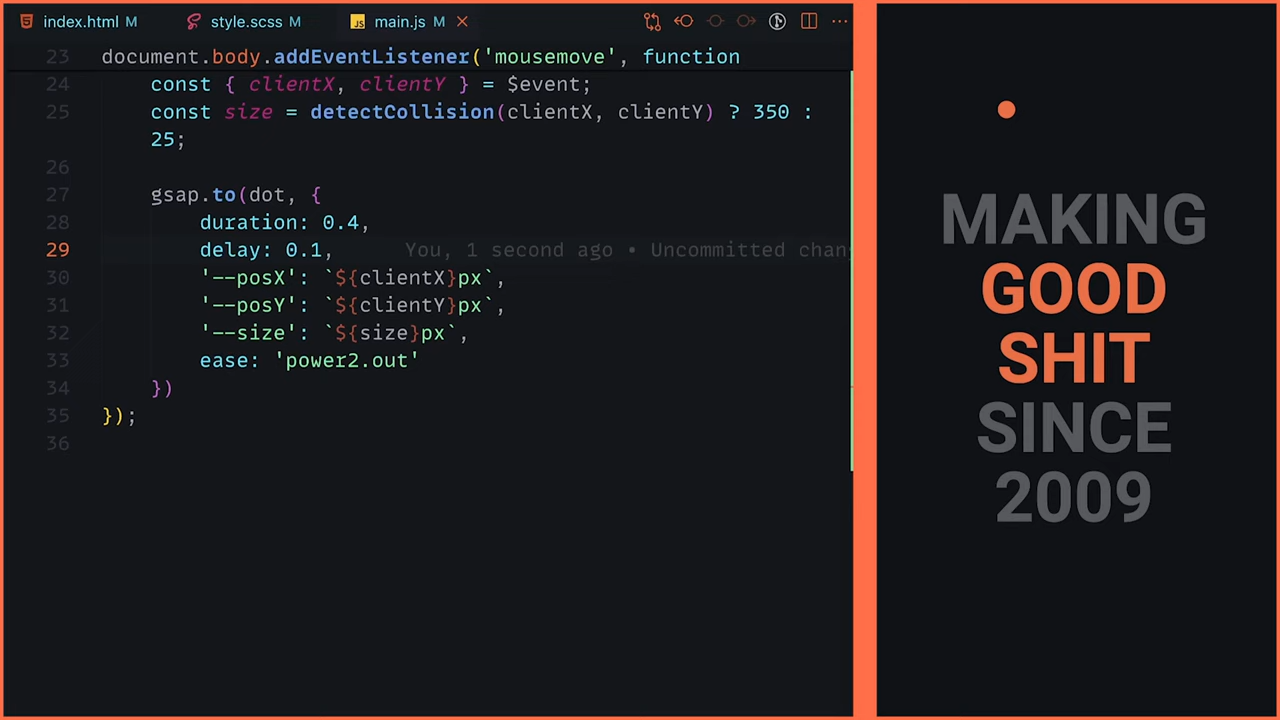 index.html M
style.scss M
JS main.js M
23 document.body.addEventListener('mousemove', function
24 const { clientX, clientY } = $event;
25 const size = detectCollision(clientX, clientY) ? 350 :
25;
26
27 gsap.to(dot, {
28 duration: 0.4,
29 delay: 0.1, You, 1 second ago • Uncommitted chan
30 '--posX': `${clientX}px`,
31 '--posY': `${clientY}px`,
32 '--size': `${size}px`,
33 ease: 'power2.out'
34 })
35 });
36
MAKING
GOOD
SHIT
SINCE
2009